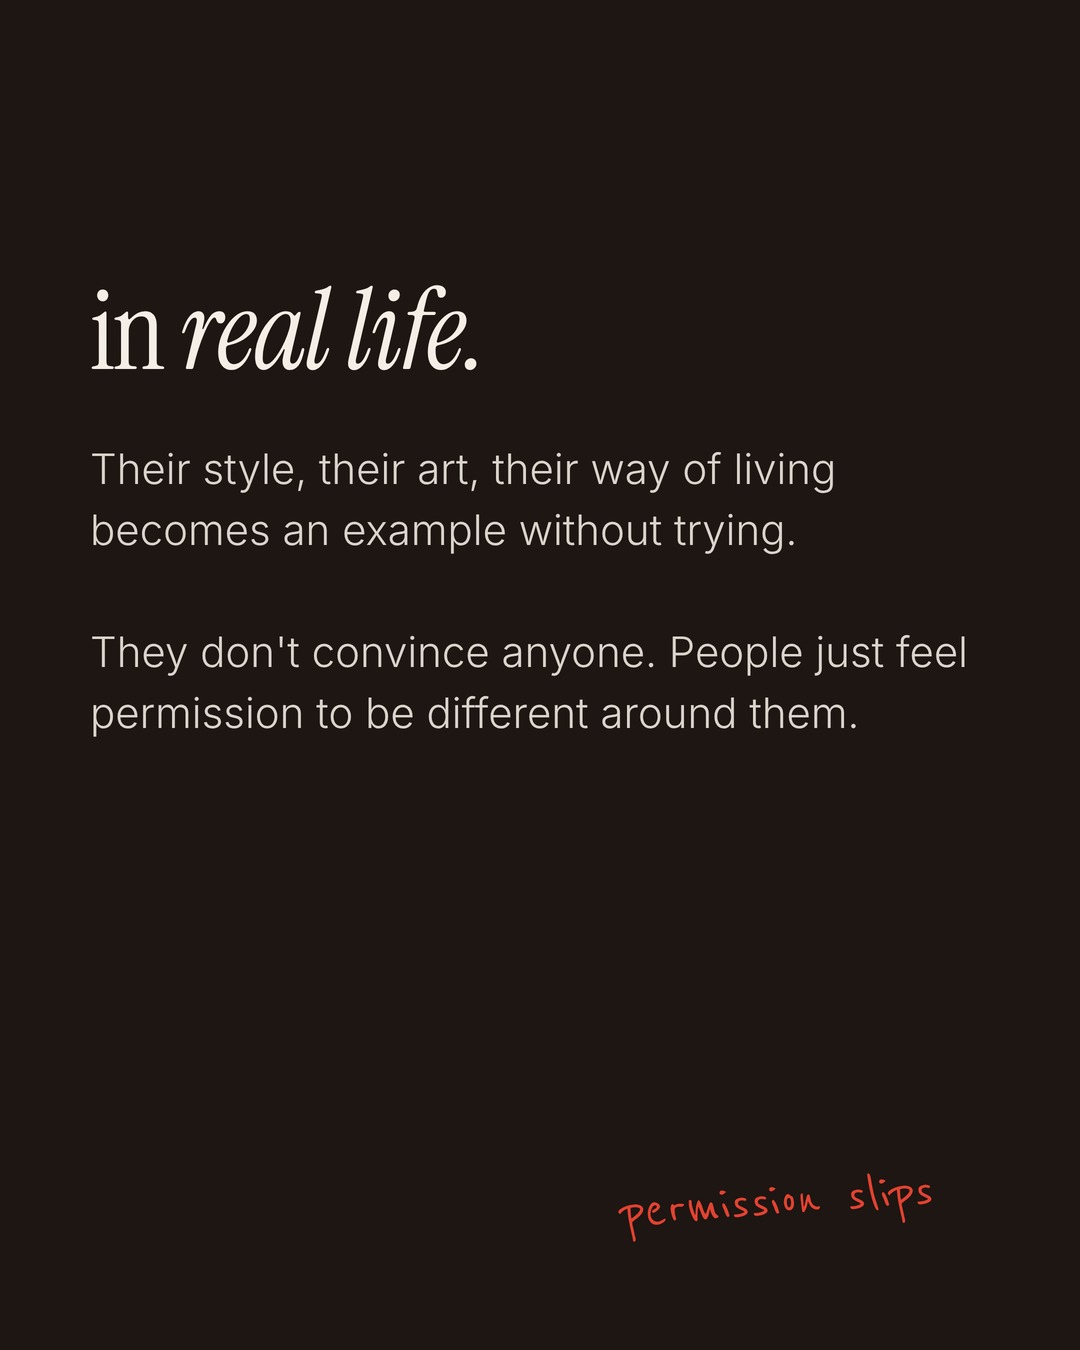 in real life.
Their style, their art, their way of living
becomes an example without trying.
They don't convince anyone. People just feel
permission to be different around them.
permission slips